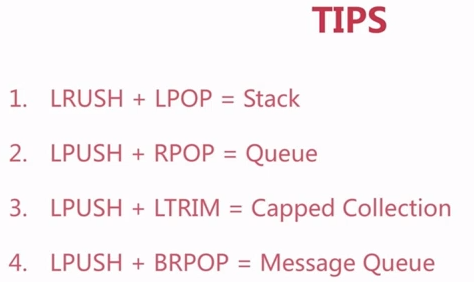 TIPS
1. LRUSH + LPOP = Stack
2. LPUSH + RPOP = Queue
3. LPUSH + LTRIM = Capped Collection
4. LPUSH + BRPOP = Message Queue